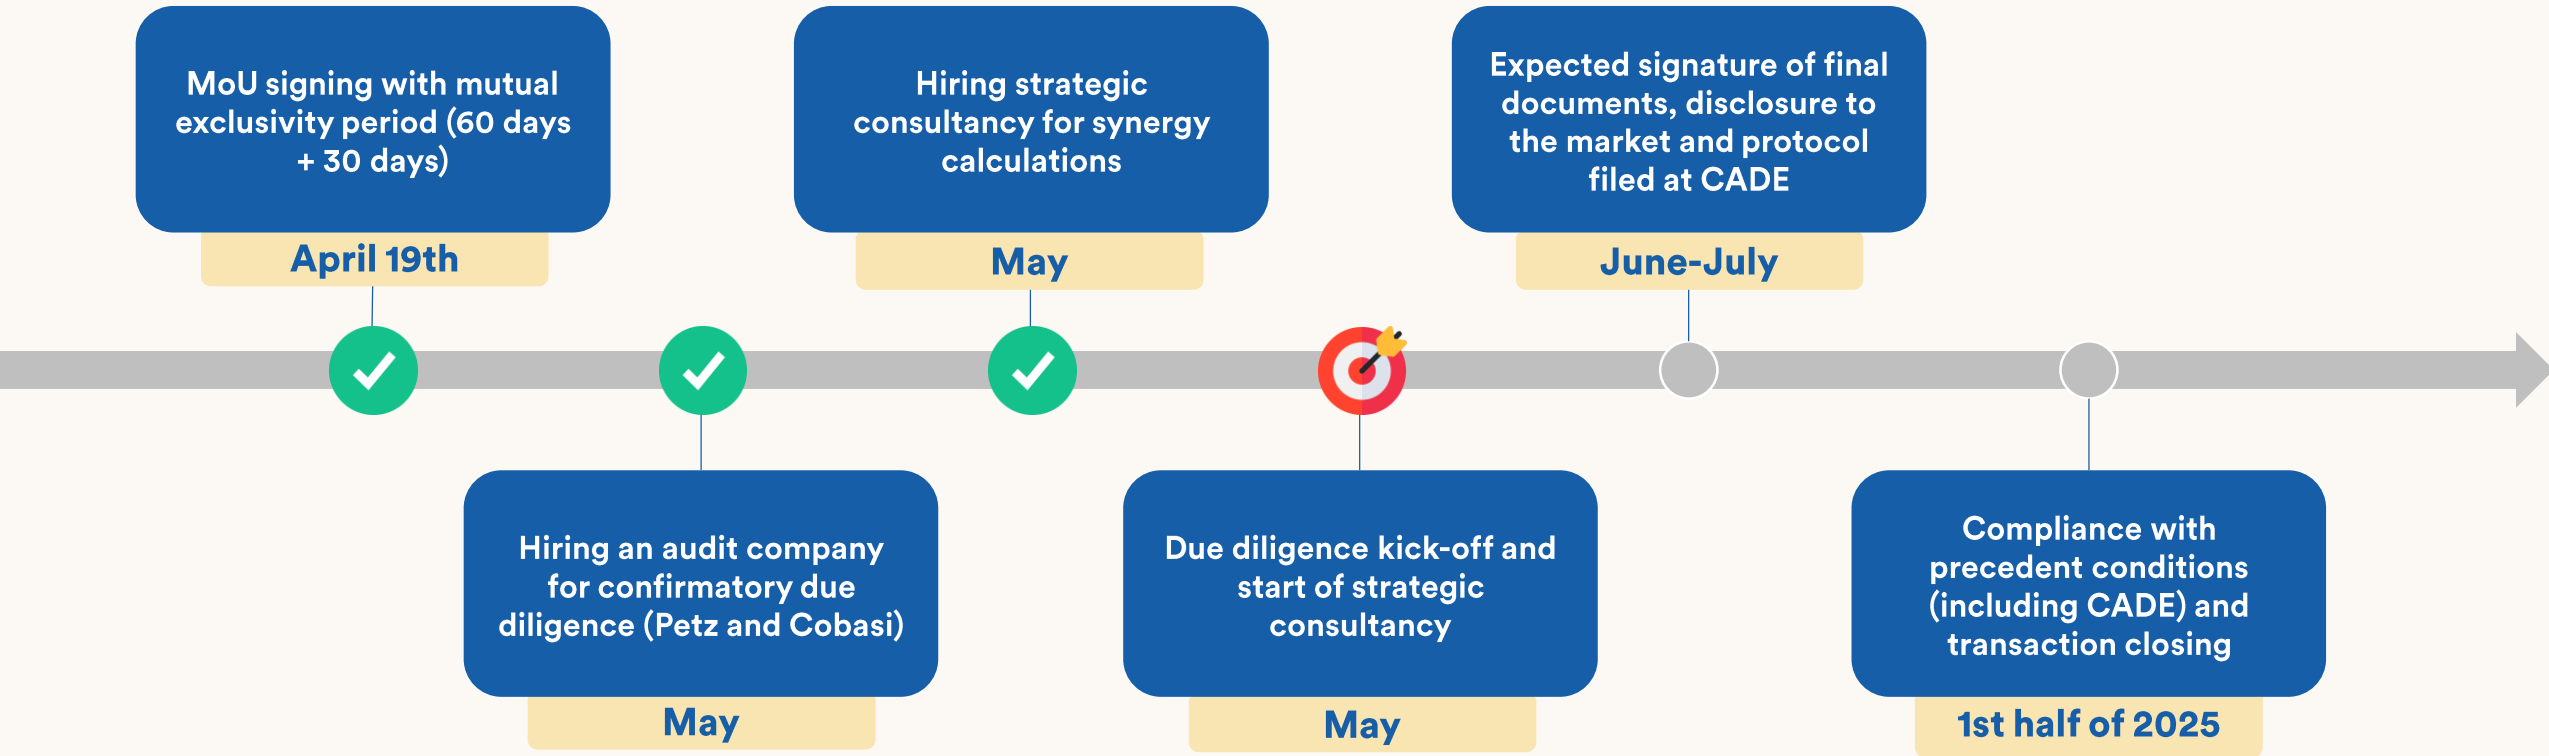 MoU signing with mutual
exclusivity period (60 days
+ 30 days)
April 19th
Hiring an audit company
for confirmatory due
diligence (Petz and Cobasi)
May
Hiring strategic
consultancy for synergy
calculations
May
Due diligence kick-off and
start of strategic
consultancy
May
Expected signature of final
documents, disclosure to
the market and protocol
filed at CADE
June-July
Compliance with
precedent conditions
(including CADE) and
transaction closing
1st half of 2025